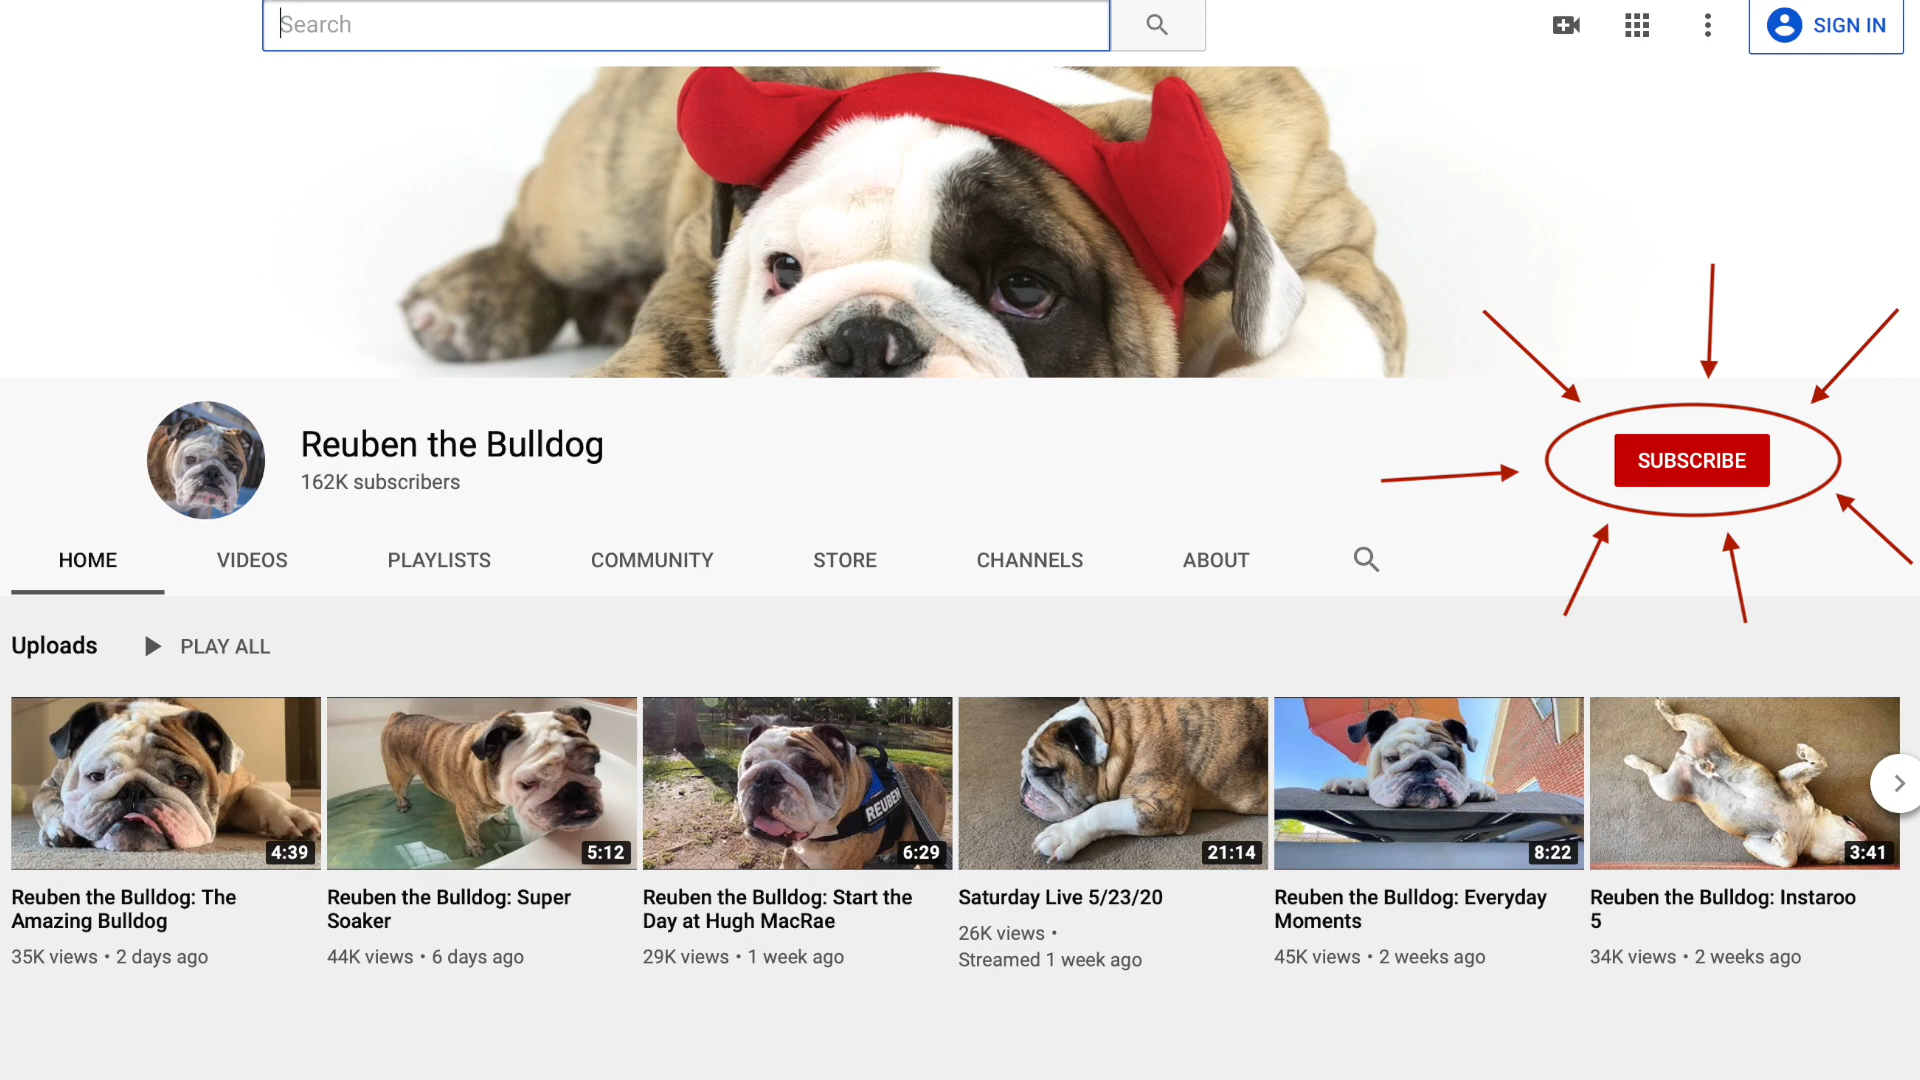 Search
SIGN IN
Reuben the Bulldog
162K subscribers
SUBSCRIBE
HOME VIDEOS PLAYLISTS COMMUNITY STORE CHANNELS ABOUT
Uploads PLAY ALL
REUBEN
4:39 5:12 6:29 21:14 8:22 3:41
Reuben the Bulldog: The
Amazing Bulldog
35K views • 2 days ago
Reuben the Bulldog: Super
Soaker
44K views • 6 days ago
Reuben the Bulldog: Start the
Day at Hugh MacRae
29K views • 1 week ago
Saturday Live 5/23/20
26K views •
Streamed 1 week ago
Reuben the Bulldog: Everyday
Moments
45K views • 2 weeks ago
Reuben the Bulldog: Instaroo
5
34K views • 2 weeks ago